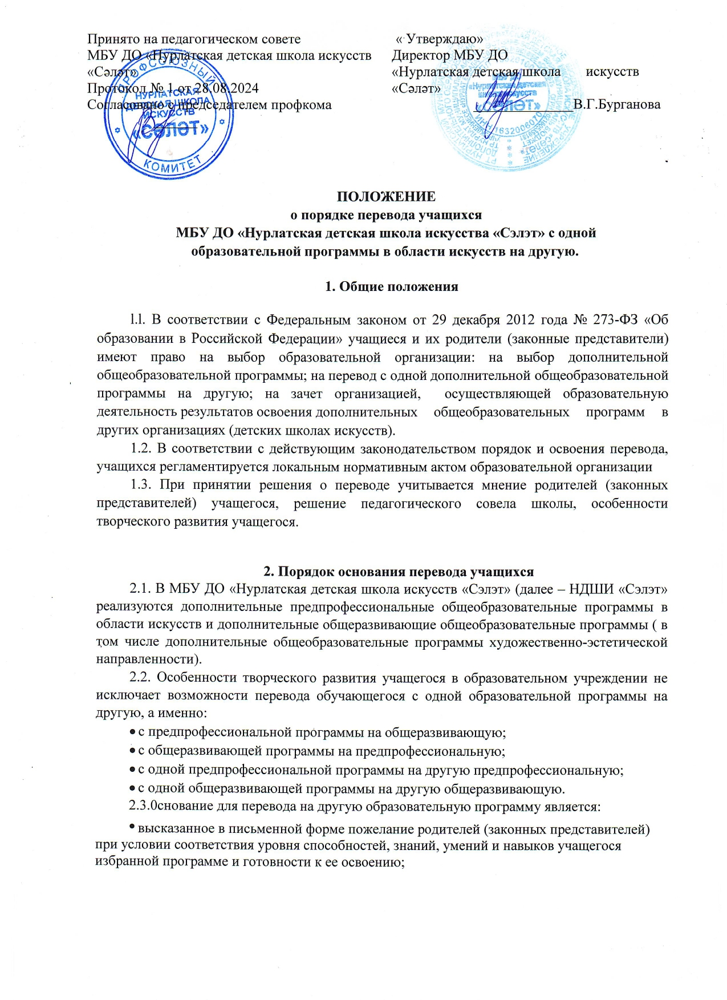 Принято на педагогическом совете
МБУ ДО «Нурлатская детская школа искусств
«Сәләт»
Протокол № 1 от 28.08.2024
Согласовано с председателем профкома
« Утверждаю»
Директор МБУ ДО
«Нурлатская детская школа искусств
«Сәләт»
______________В.Г.Бурганова
ПРОФСОЮЗНЫЙ
НУРЛАТСКАЯ
ДЕТСКАЯ ШКОЛА
ИСКУССТВ
«СӘЛӘТ»
КОМИТЕТ
«Нурлатская детская
школа искусств
«СӘЛӘТ»
ИНН 1632006070
ПОЛОЖЕНИЕ
о порядке перевода учащихся
МБУ ДО «Нурлатская детская школа искусства «Сэлэт» с одной
образовательной программы в области искусств на другую.
1. Общие положения
l.l. В соответствии с Федеральным законом от 29 декабря 2012 года № 273-ФЗ «Об
образовании в Российской Федерации» учащиеся и их родители (законные представители)
имеют право на выбор образовательной организации: на выбор дополнительной
общеобразовательной программы; на перевод с одной дополнительной общеобразовательной
программы на другую; на зачет организацией, осуществляющей образовательную
деятельность результатов освоения дополнительных общеобразовательных программ в
других организациях (детских школах искусств).
1.2. В соответствии с действующим законодательством порядок и освоения перевода,
учащихся регламентируется локальным нормативным актом образовательной организации
1.3. При принятии решения о переводе учитывается мнение родителей (законных
представителей) учащегося, решение педагогического совела школы, особенности
творческого развития учащегося.
2. Порядок основания перевода учащихся
2.1. В МБУ ДО «Нурлатская детская школа искусств «Сэлэт» (далее – НДШИ «Сэлэт»
реализуются дополнительные предпрофессиональные общеобразовательные программы в
области искусств и дополнительные общеразвивающие общеобразовательные программы ( в
том числе дополнительные общеобразовательные программы художественно-эстетической
направленности).
2.2. Особенности творческого развития учащегося в образовательном учреждении не
исключает возможности перевода обучающегося с одной образовательной программы на
другую, а именно:
• с предпрофессиональной программы на общеразвивающую;
• с общеразвивающей программы на предпрофессиональную;
• с одной предпрофессиональной программы на другую предпрофессиональную;
• с одной общеразвивающей программы на другую общеразвивающую.
2.3.0снование для перевода на другую образовательную программу является:
• высказанное в письменной форме пожелание родителей (законных представителей)
при условии соответствия уровня способностей, знаний, умений и навыков учащегося
избранной программе и готовности к ее освоению;